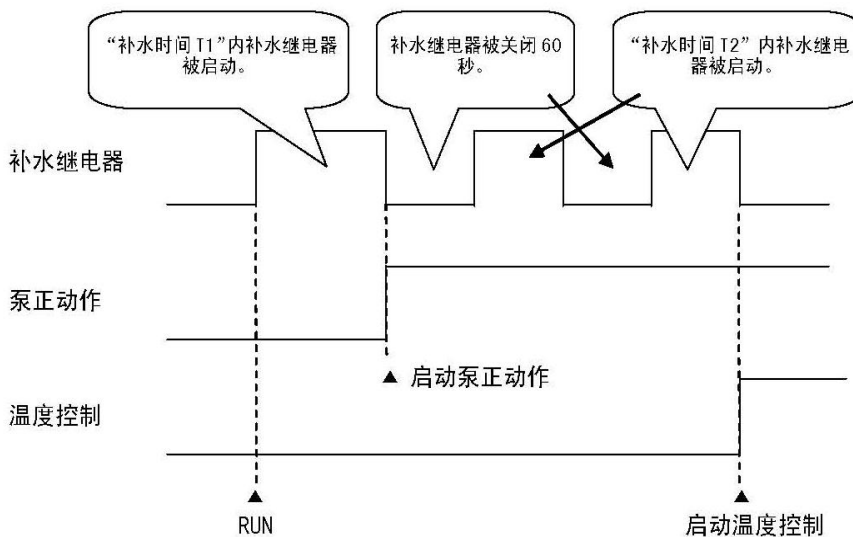 “补水时间 T1”内补水继电器
被启动。
补水继电器被关闭 60
秒。
“补水时间 T2” 内补水继电
器被启动。
补水继电器
泵正动作
▲ 启动泵正动作
温度控制
▲ ▲
RUN 启动温度控制